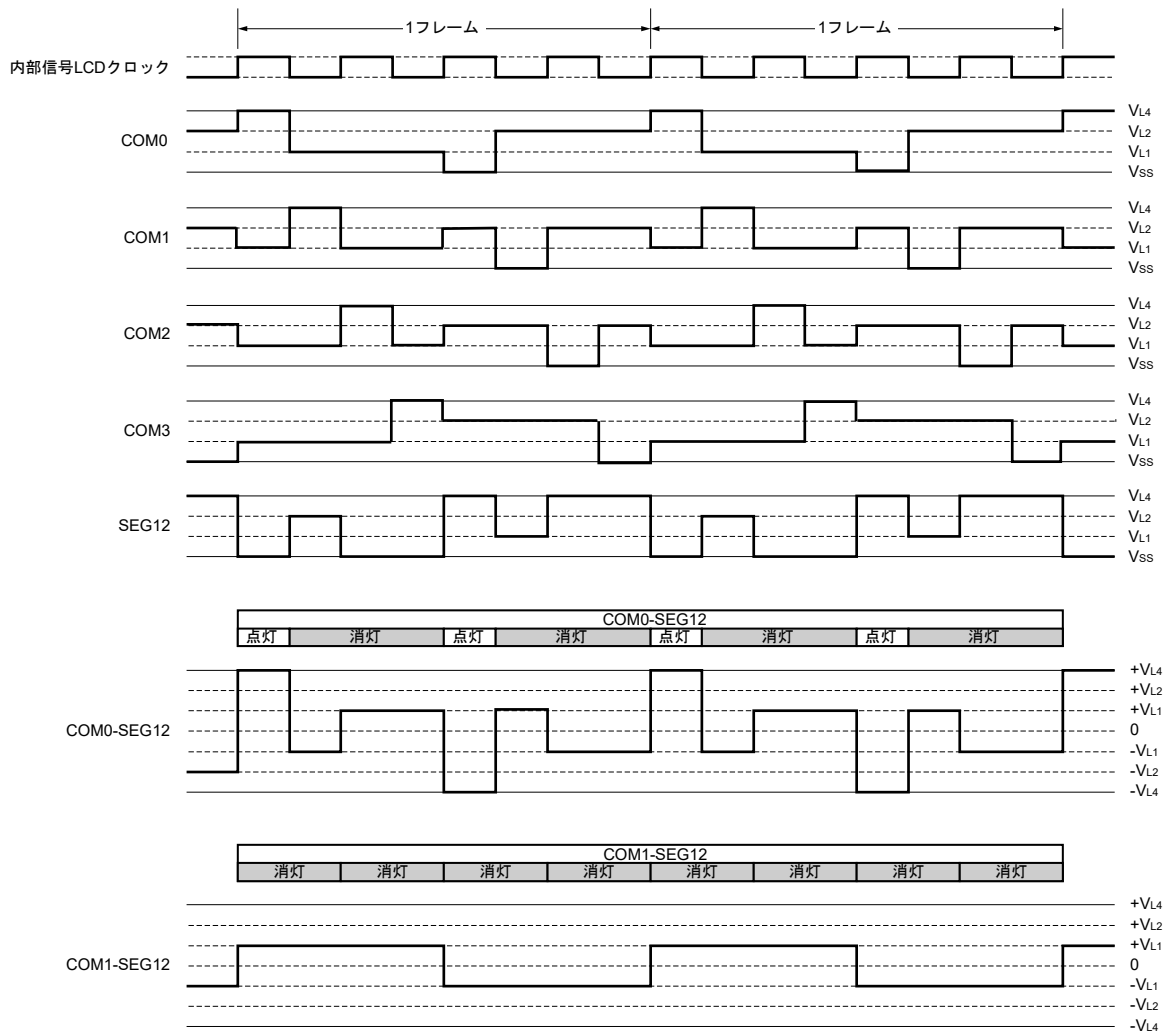 1フレーム 1フレーム
内部信号LCDクロック
COM0
VL4
VL2
VL1
VSS
COM1
VL4
VL2
VL1
VSS
COM2
VL4
VL2
VL1
VSS
COM3
VL4
VL2
VL1
VSS
SEG12
VL4
VL2
VL1
VSS
COM0-SEG12
点灯 消灯 点灯 消灯 点灯 消灯 点灯 消灯
COM0-SEG12
+VL4
+VL2
+VL1
0
-VL1
-VL2
-VL4
COM1-SEG12
消灯 消灯 消灯 消灯 消灯 消灯 消灯 消灯
COM1-SEG12
+VL4
+VL2
+VL1
0
-VL1
-VL2
-VL4